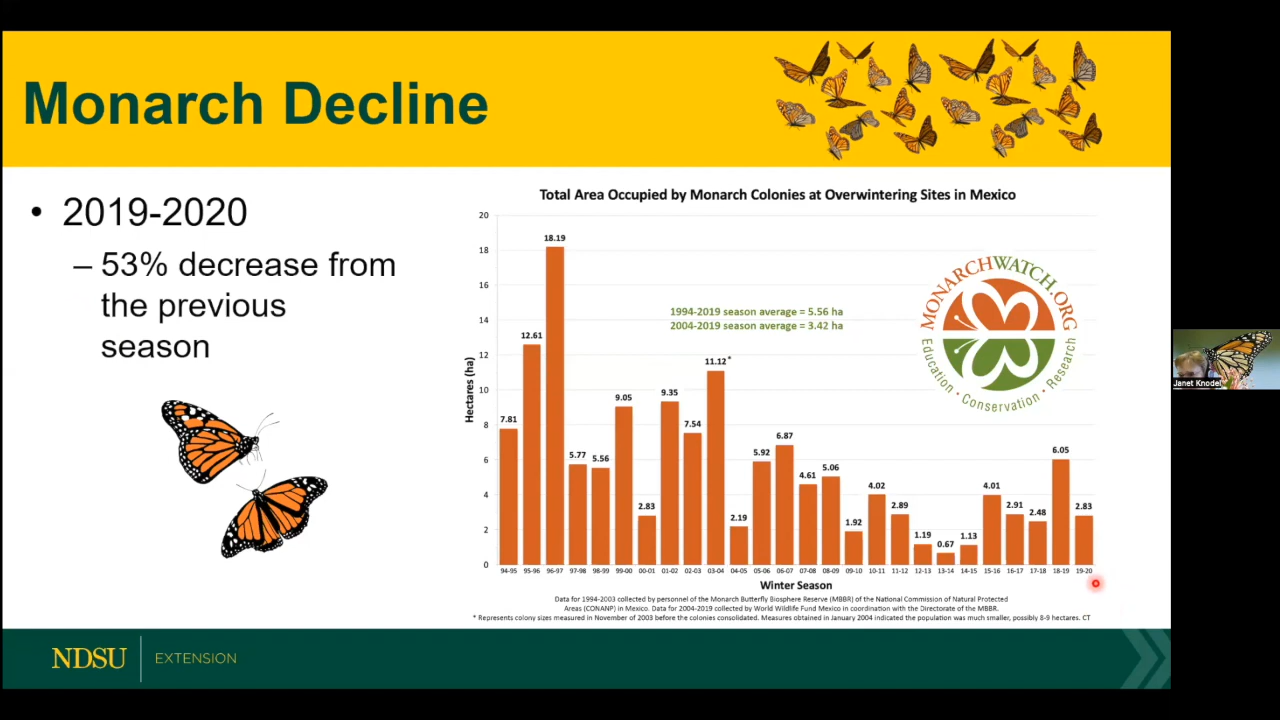 Monarch Decline
• 2019-2020
– 53% decrease from
the previous
season
Total Area Occupied by Monarch Colonies at Overwintering Sites in Mexico
Hectares (ha)
20
18
16
14
12
10
8
6
4
2
0
7.81
12.61
18.19
5.77
5.56
9.05
2.83
9.35
7.54
11.12*
2.19
5.92
6.87
4.61
5.06
1.92
4.02
2.89
1.19
0.67
1.13
4.01
2.91
2.48
6.05
2.83
1994-2019 season average = 5.56 ha
2004-2019 season average = 3.42 ha
MONARCHWATCH.ORG
Education • Conservation • Research
94-95 95-96 96-97 97-98 98-99 99-00 00-01 01-02 02-03 03-04 04-05 05-06 06-07 07-08 08-09 09-10 10-11 11-12 12-13 13-14 14-15 15-16 16-17 17-18 18-19 19-20
Winter Season
Data for 1994-2003 collected by personnel of the Monarch Butterfly Biosphere Reserve (MBBR) of the National Commission of Natural Protected
Areas (CONANP) in Mexico. Data for 2004-2019 collected by World Wildlife Fund Mexico in coordination with the Directorate of the MBBR.
* Represents colony sizes measured in November of 2003 before the colonies consolidated. Measures obtained in January 2004 indicated the population was much smaller, possibly 8-9 hectares. CT
NDSU EXTENSION
Janet Knodel